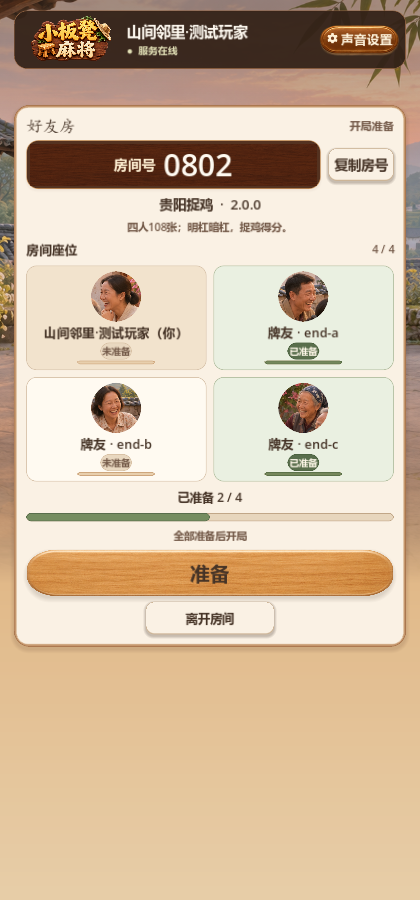 小板凳
麻将
山间邻里·测试玩家
服务在线
声音设置
好友房
开局准备
房间号 0802
复制房号
贵阳捉鸡 · 2.0.0
四人108张；明杠暗杠，捉鸡得分。
房间座位
4 / 4
山间邻里·测试玩家（你）
未准备
牌友 · end-a
已准备
牌友 · end-b
未准备
牌友 · end-c
已准备
已准备 2 / 4
全部准备后开局
准备
离开房间